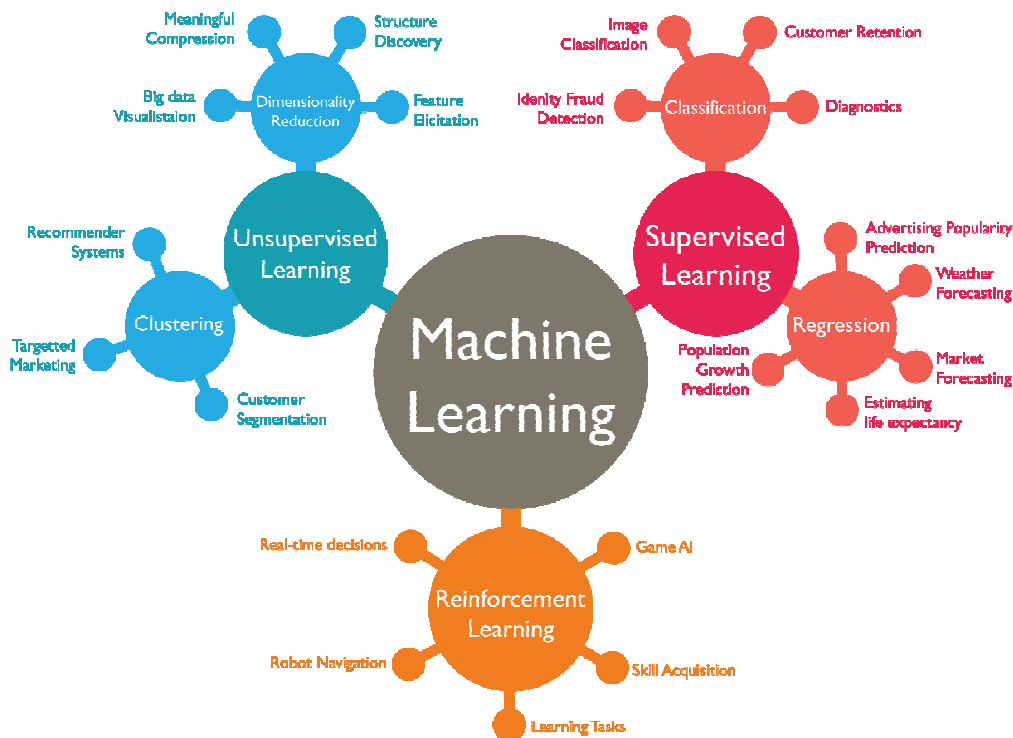 Meaningful
Compression
Structure
Discovery
Big data
Visualistaion
Dimensionality
Reduction
Feature
Elicitation
Image
Classification
Customer Retention
Idenity Fraud
Detection
Classification
Diagnostics
Recommender
Systems
Unsupervised
Learning
Clustering
Targetted
Marketing
Customer
Segmentation
Machine
Learning
Supervised
Learning
Advertising Popularity
Prediction
Weather
Forecasting
Regression
Population
Growth
Prediction
Market
Forecasting
Estimating
life expectancy
Real-time decisions
Game AI
Reinforcement
Learning
Robot Navigation
Skill Acquisition
Learning Tasks